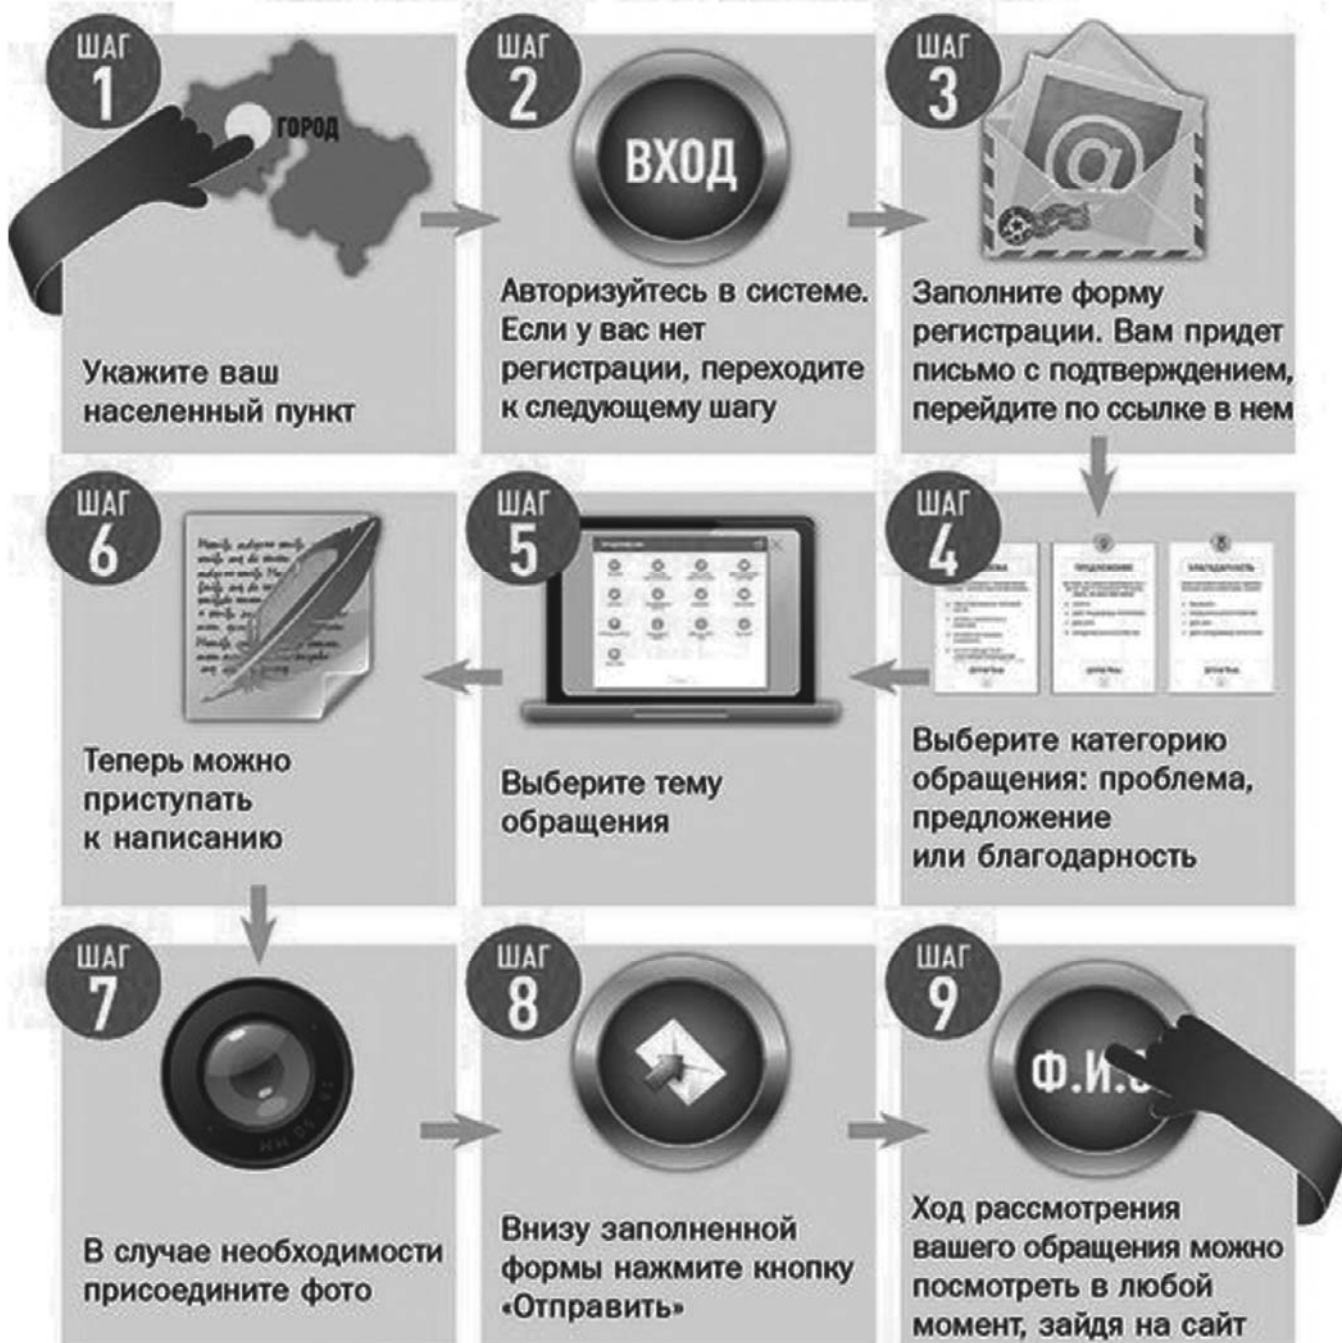 ШАГ
1
ГОРОД
Укажите ваш
населенный пункт
ШАГ
2
ВХОД
Авторизуйтесь в системе.
Если у вас нет
регистрации, переходите
к следующему шагу
ШАГ
3
@
Заполните форму
регистрации. Вам придет
письмо с подтверждением,
перейдите по ссылке в нем
ШАГ
4
ПРЕДЛОЖЕНИЕ
БЛАГОДАРНОСТЬ
Выберите категорию
обращения: проблема,
предложение
или благодарность
ШАГ
5
Выберите тему
обращения
ШАГ
6
Теперь можно
приступать
к написанию
ШАГ
7
50 MM
В случае необходимости
присоедините фото
ШАГ
8
Внизу заполненной
формы нажмите кнопку
«Отправить»
ШАГ
9
Ф.И.
Ход рассмотрения
вашего обращения можно
посмотреть в любой
момент, зайдя на сайт